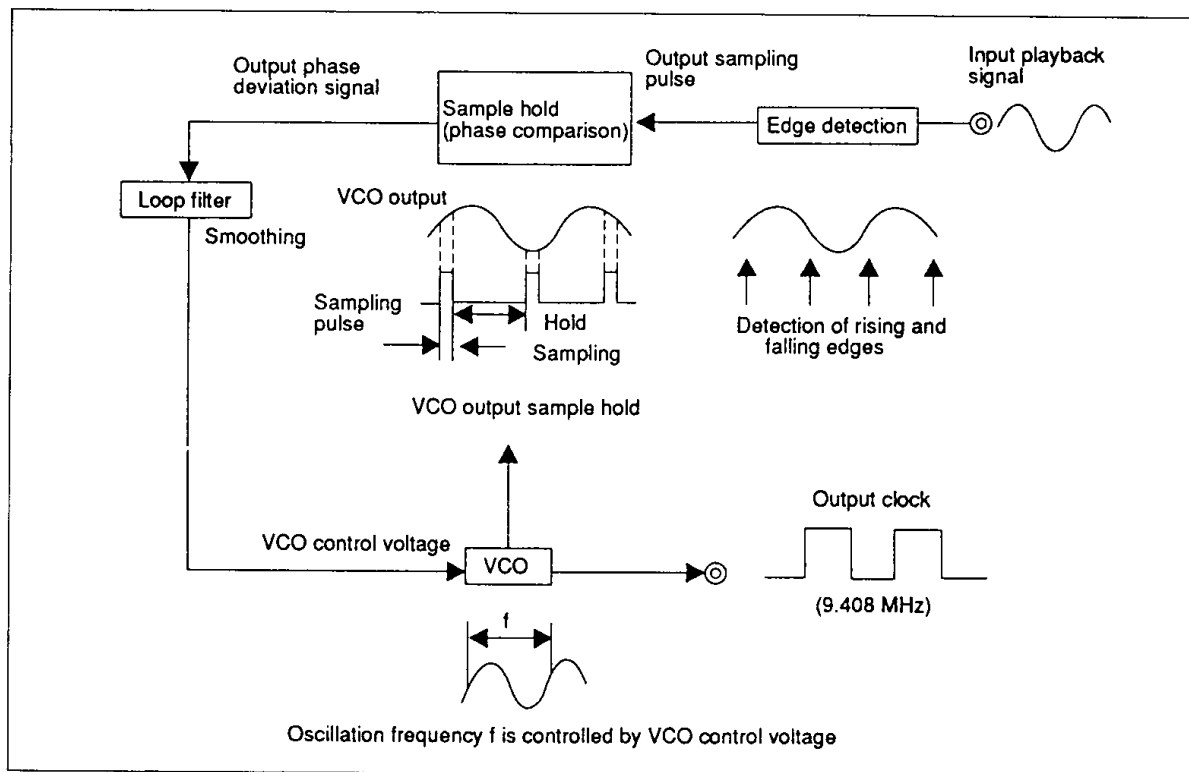 Output phase
deviation signal
Output sampling
pulse
Input playback
signal
Sample hold
(phase comparison)
Edge detection
Loop filter
Smoothing
VCO output
Sampling
pulse
Hold
Sampling
Detection of rising and
falling edges
VCO output sample hold
Output clock
VCO control voltage
VCO
(9.408 MHz)
f
Oscillation frequency f is controlled by VCO control voltage